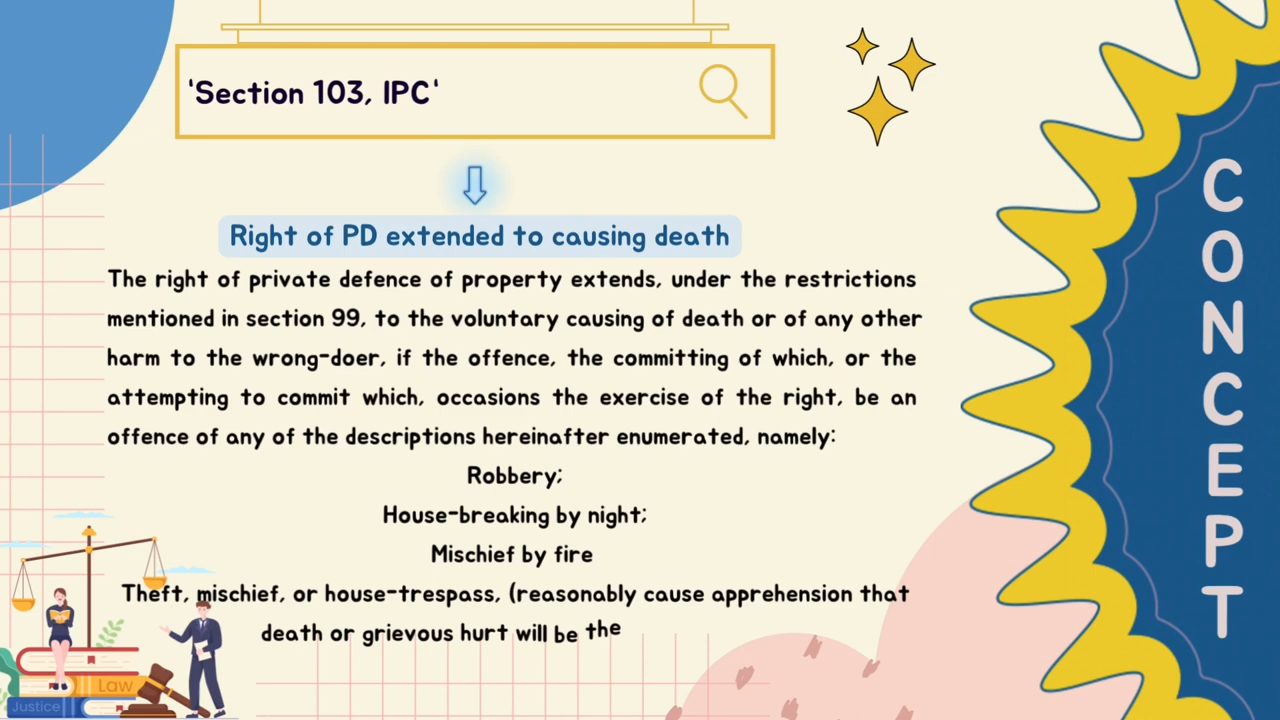 'Section 103, IPC'
Right of PD extended to causing death
The right of private defence of property extends, under the restrictions
mentioned in section 99, to the voluntary causing of death or of any other
harm to the wrong-doer, if the offence, the committing of which, or the
attempting to commit which, occasions the exercise of the right, be an
offence of any of the descriptions hereinafter enumerated, namely:
Robbery;
House-breaking by night;
Mischief by fire
Theft, mischief, or house-trespass, (reasonably cause apprehension that
death or grievous hurt will be the
CONCEPT
Law
Justice